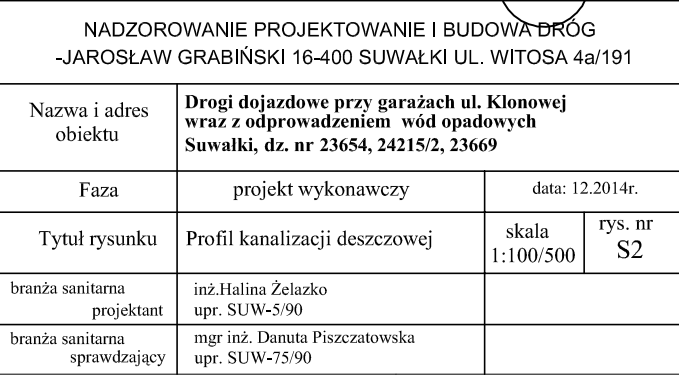 NADZOROWANIE PROJEKTOWANIE I BUDOWA DRÓG
-JAROSŁAW GRABIŃSKI 16-400 SUWAŁKI UL. WITOSA 4a/191
Nazwa i adres
obiektu
Drogi dojazdowe przy garażach ul. Klonowej
wraz z odprowadzeniem wód opadowych
Suwałki, dz. nr 23654, 24215/2, 23669
Faza
projekt wykonawczy
data: 12.2014r.
Tytuł rysunku
Profil kanalizacji deszczowej
skala
1:100/500
rys. nr
S2
branża sanitarna
projektant
inż.Halina Żelazko
upr. SUW-5/90
branża sanitarna
sprawdzający
mgr inż. Danuta Piszczatowska
upr. SUW-75/90